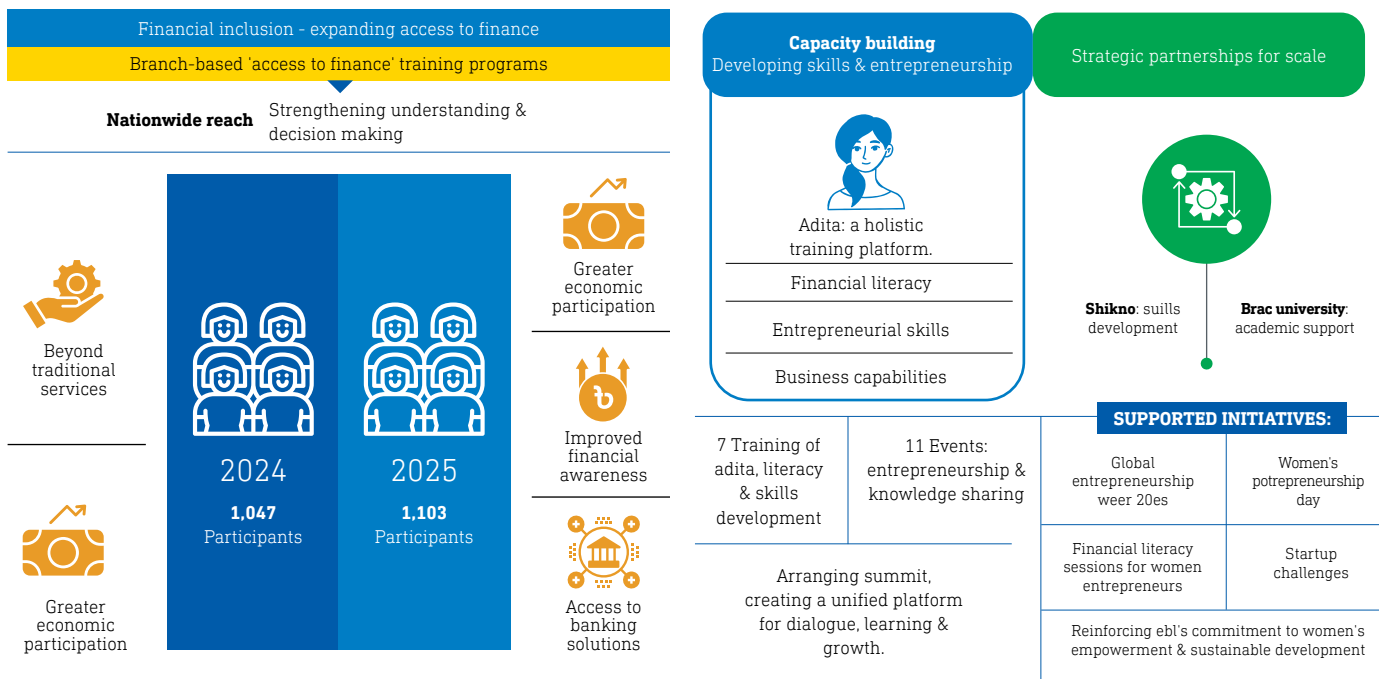 Financial inclusion - expanding access to finance
Branch-based 'access to finance' training programs
Nationwide reach
Strengthening understanding &
decision making
Beyond
traditional
services
Greater
economic
participation
2024
1,047
Participants
2025
1,103
Participants
Greater
economic
participation
Improved
financial
awareness
৳
Access to
banking
solutions
Capacity building
Developing skills & entrepreneurship
Adita: a holistic
training platform.
Financial literacy
Entrepreneurial skills
Business capabilities
7 Training of
adita, literacy
& skills
development
11 Events:
entrepreneurship &
knowledge sharing
Arranging summit,
creating a unified platform
for dialogue, learning &
growth.
Strategic partnerships for scale
Shikno: suills
development
Brac university:
academic support
SUPPORTED INITIATIVES:
Global
entrepreneurship
weer 20es
Women's
potrepreneurship
day
Financial literacy
sessions for women
entrepreneurs
Startup
challenges
Reinforcing ebl's commitment to women's
empowerment & sustainable development